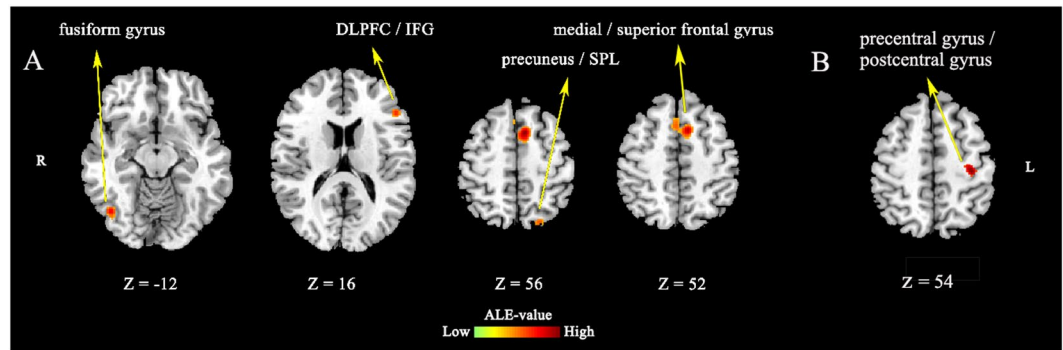 fusiform gyrus
DLPFC / IFG
medial / superior frontal gyrus
precentral gyrus /
postcentral gyrus
precuneus / SPL
A
B
R
L
Z = -12
Z = 16
Z = 56
Z = 52
Z = 54
ALE-value
Low
High